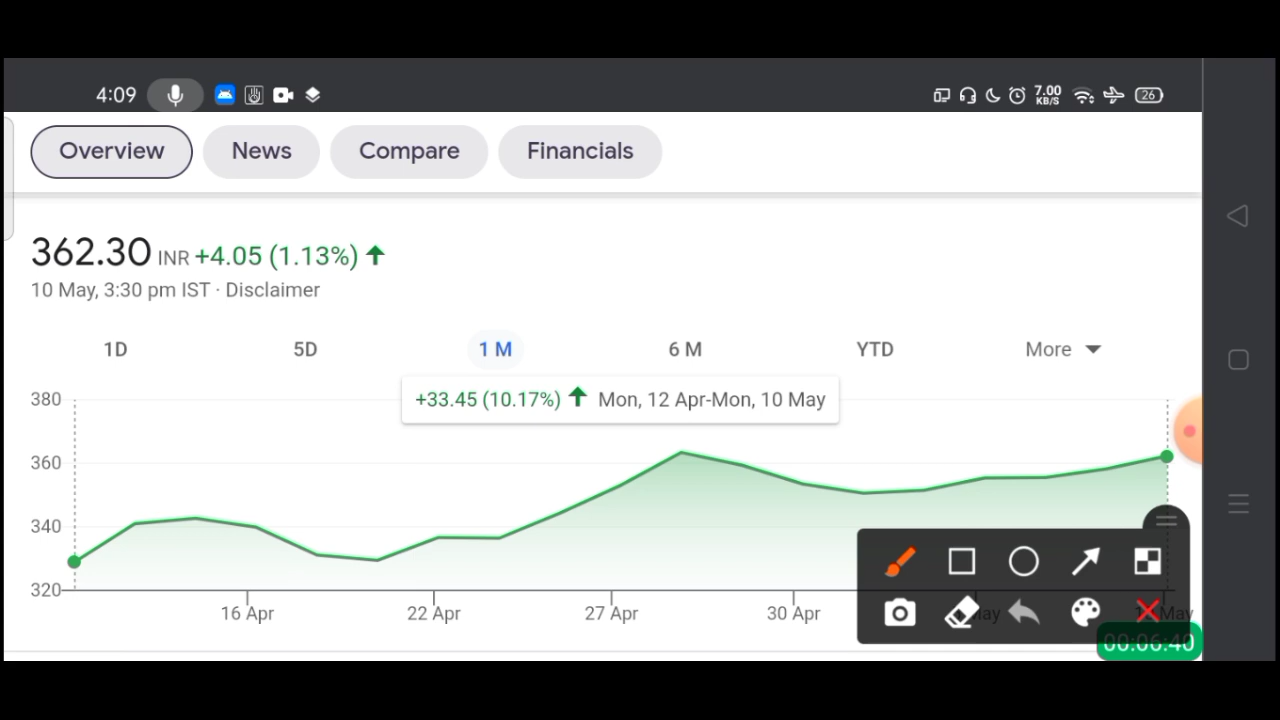 4:09
7.00
KB/S
26
Overview News Compare Financials
362.30 INR +4.05 (1.13%)
10 May, 3:30 pm IST · Disclaimer
1D 5D 1 M 6 M YTD More
+33.45 (10.17%) Mon, 12 Apr-Mon, 10 May
380
360
340
320
16 Apr 22 Apr 27 Apr 30 Apr May
00:06:40